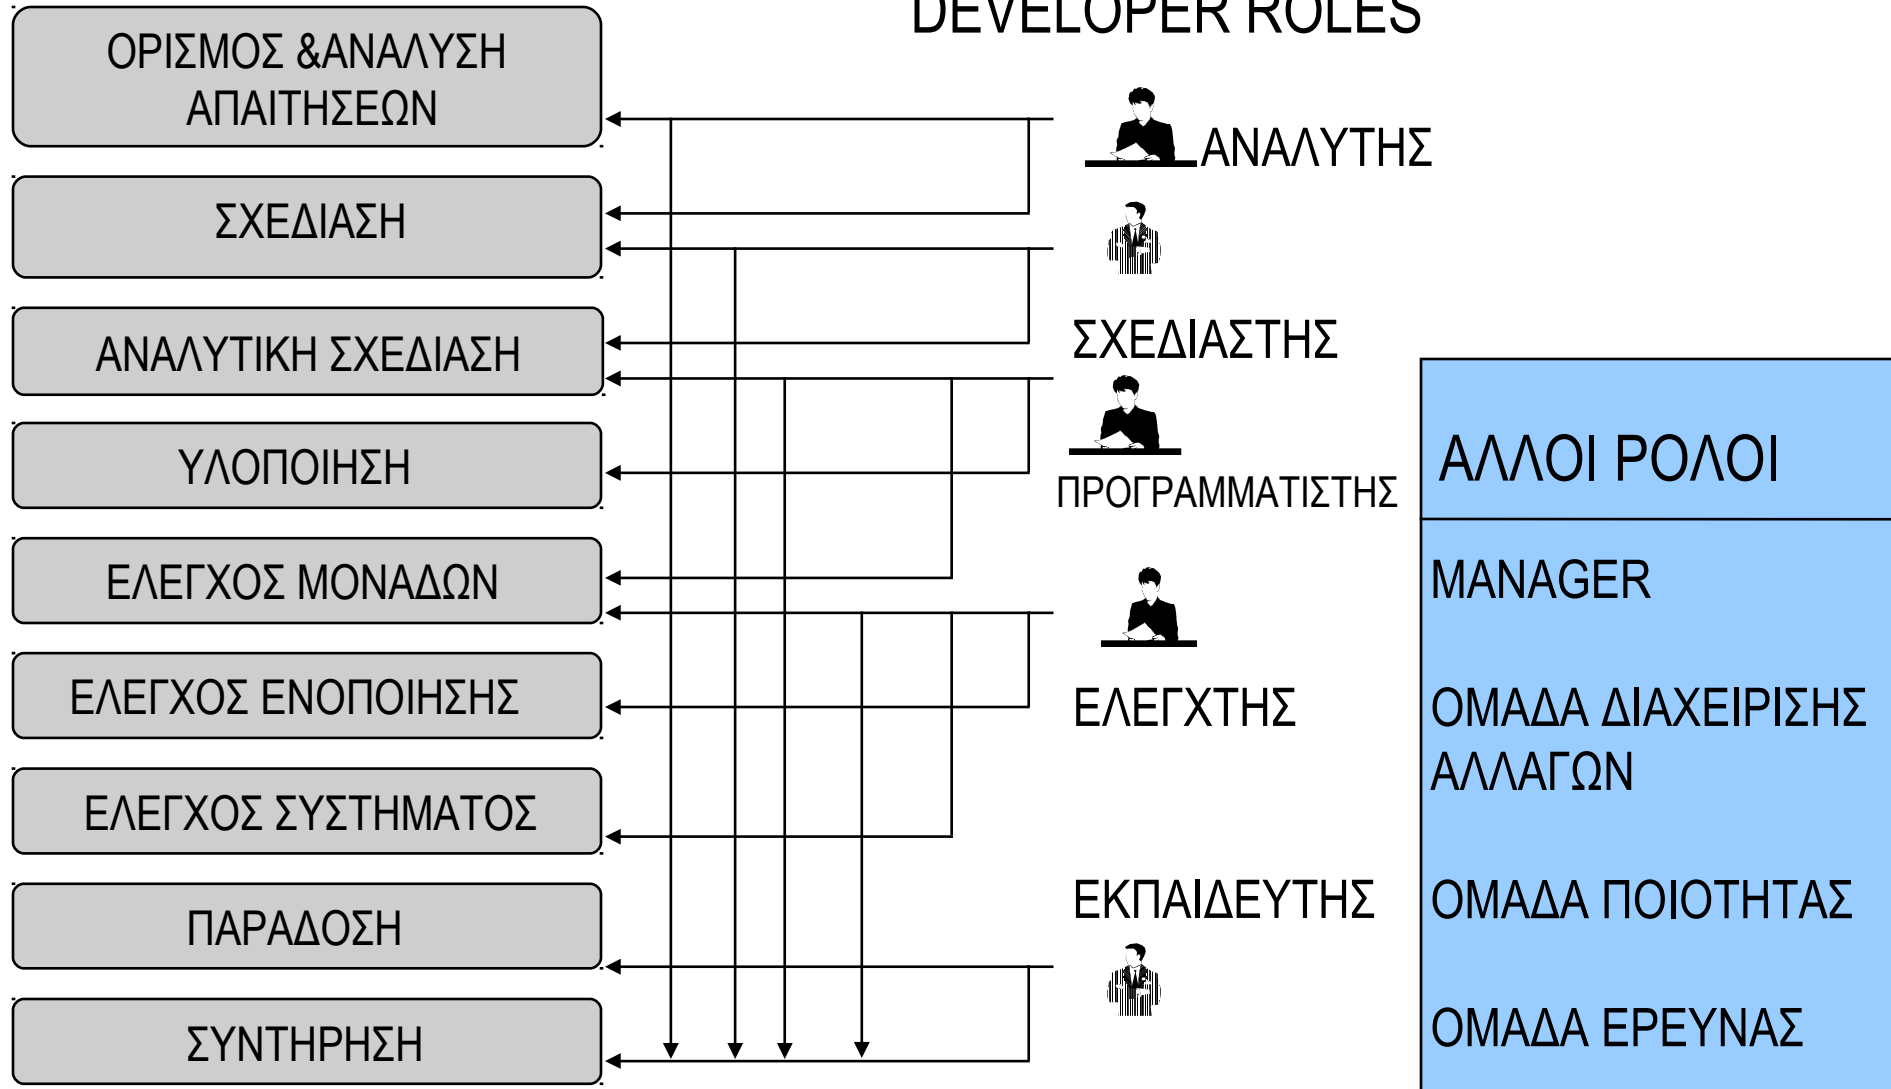 DEVELOPER ROLES
ΟΡΙΣΜΟΣ &ΑΝΑΛΥΣΗ
ΑΠΑΙΤΗΣΕΩΝ
ΣΧΕΔΙΑΣΗ
ΑΝΑΛΥΤΙΚΗ ΣΧΕΔΙΑΣΗ
ΥΛΟΠΟΙΗΣΗ
ΕΛΕΓΧΟΣ ΜΟΝΑΔΩΝ
ΕΛΕΓΧΟΣ ΕΝΟΠΟΙΗΣΗΣ
ΕΛΕΓΧΟΣ ΣΥΣΤΗΜΑΤΟΣ
ΠΑΡΑΔΟΣΗ
ΣΥΝΤΗΡΗΣΗ
ΑΝΑΛΥΤΗΣ
ΣΧΕΔΙΑΣΤΗΣ
ΠΡΟΓΡΑΜΜΑΤΙΣΤΗΣ
ΕΛΕΓΧΤΗΣ
ΕΚΠΑΙΔΕΥΤΗΣ
ΑΛΛΟΙ ΡΟΛΟΙ
MANAGER
ΟΜΑΔΑ ΔΙΑΧΕΙΡΙΣΗΣ
ΑΛΛΑΓΩΝ
ΟΜΑΔΑ ΠΟΙΟΤΗΤΑΣ
ΟΜΑΔΑ ΕΡΕΥΝΑΣ